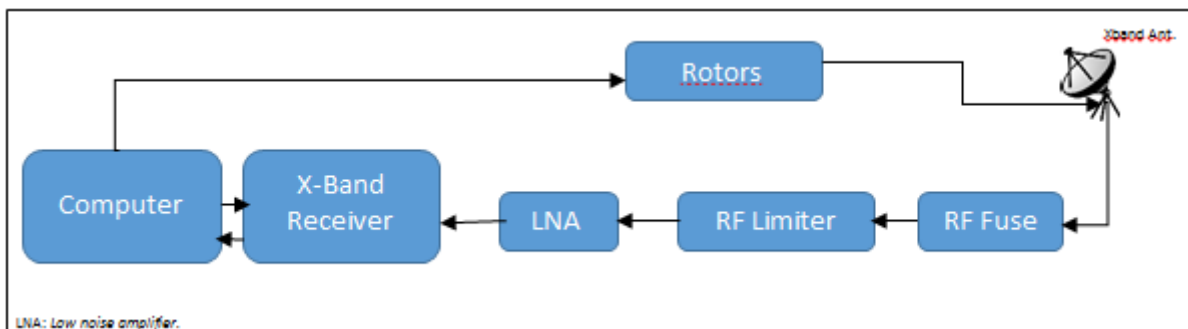 Xband Ant.
Rotors
Computer
X-Band
Receiver
LNA
RF Limiter
RF Fuse
LNA: Low noise amplifier.